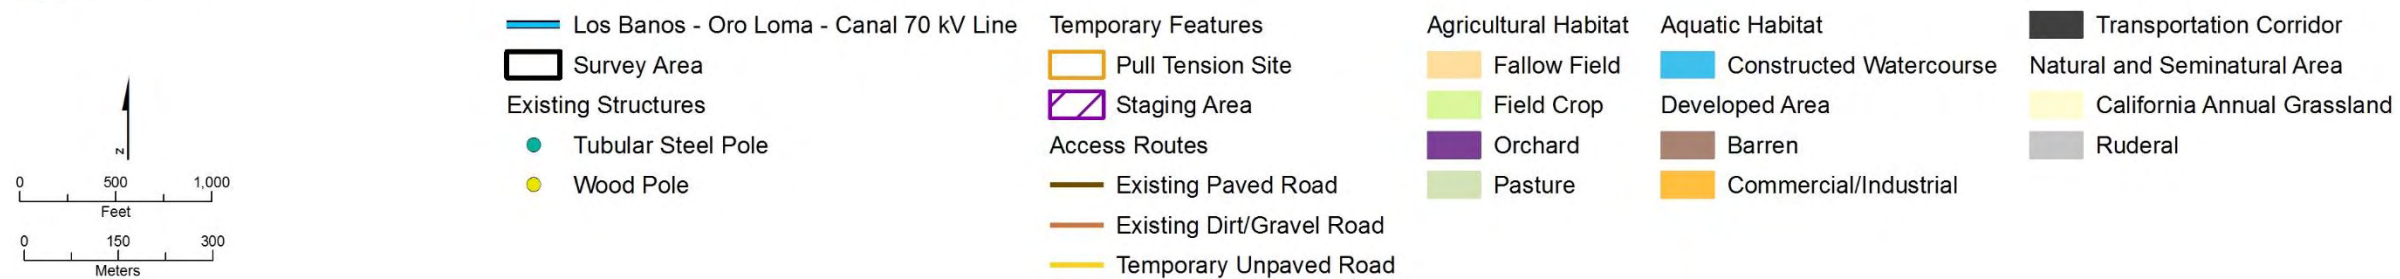 N
0 500 1,000
Feet
0 150 300
Meters
Los Banos - Oro Loma - Canal 70 kV Line
Survey Area
Existing Structures
Tubular Steel Pole
Wood Pole
Temporary Features
Pull Tension Site
Staging Area
Access Routes
Existing Paved Road
Existing Dirt/Gravel Road
Temporary Unpaved Road
Agricultural Habitat
Fallow Field
Field Crop
Orchard
Pasture
Aquatic Habitat
Constructed Watercourse
Developed Area
Barren
Commercial/Industrial
Transportation Corridor
Natural and Seminatural Area
California Annual Grassland
Ruderal